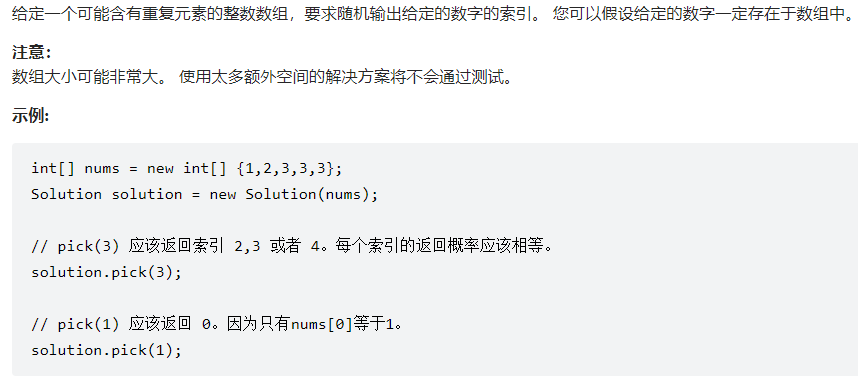 给定一个可能含有重复元素的整数数组，要求随机输出给定的数字的索引。 您可以假设给定的数字一定存在于数组中。
注意：
数组大小可能非常大。 使用太多额外空间的解决方案将不会通过测试。
示例:
int[] nums = new int[] {1,2,3,3,3};
Solution solution = new Solution(nums);
// pick(3) 应该返回索引 2,3 或者 4。每个索引的返回概率应该相等。
solution.pick(3);
// pick(1) 应该返回 0。因为只有nums[0]等于1。
solution.pick(1);